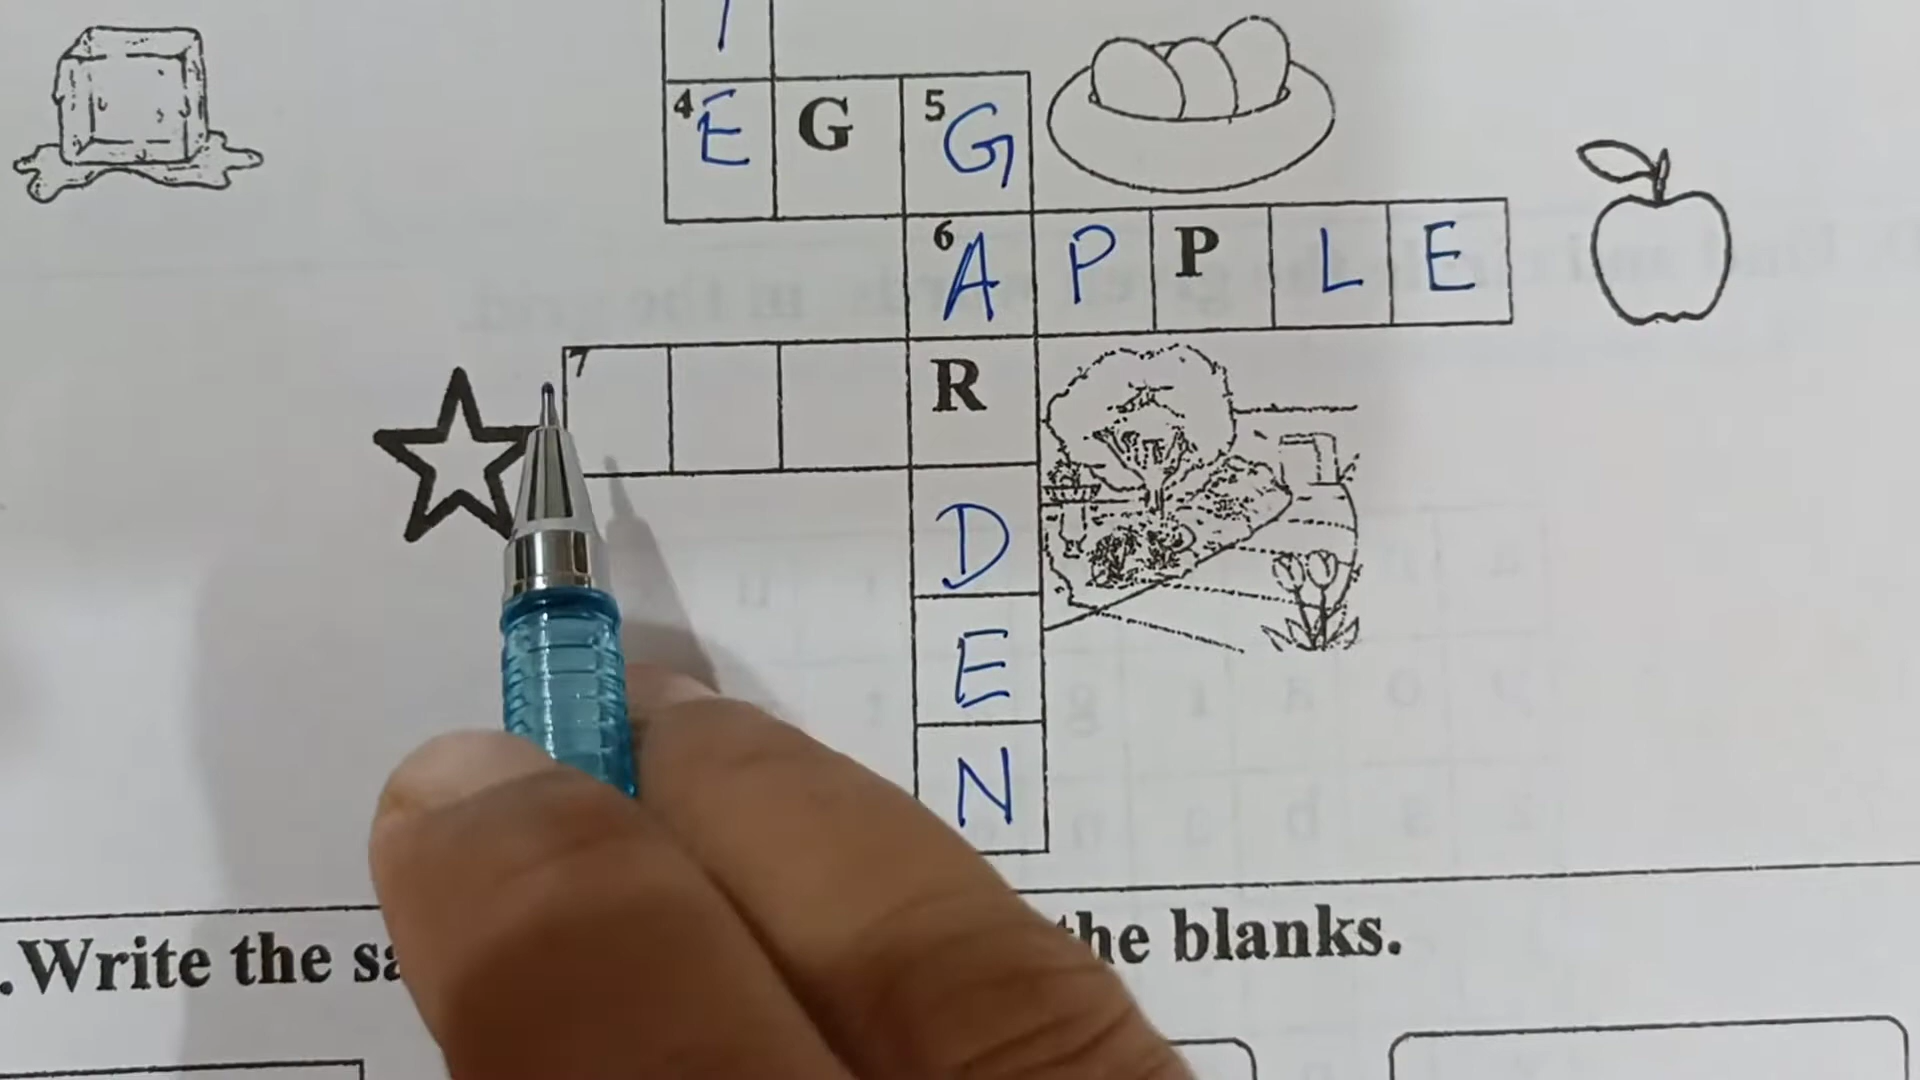 4 E G 5 G
6 A P P L E
7 R
D
E
N
.Write the sa the blanks.